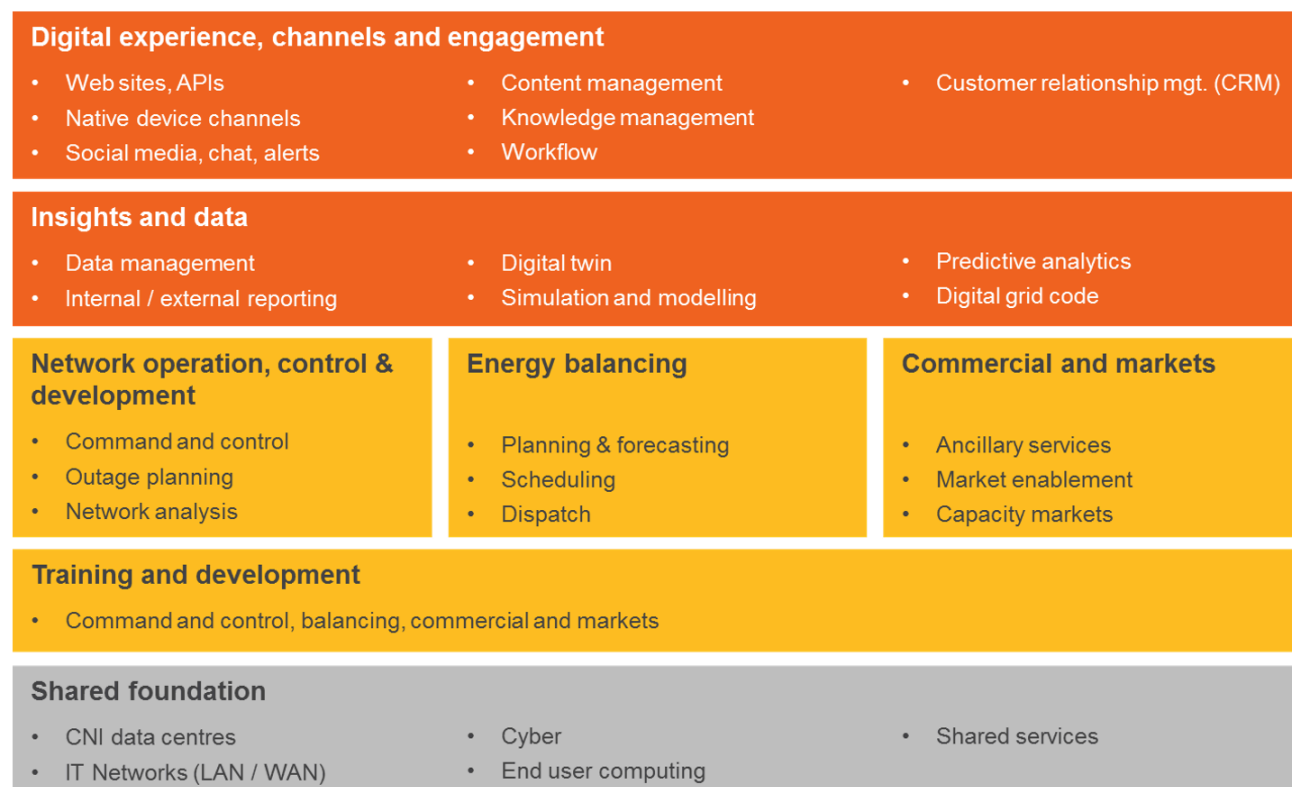 Digital experience, channels and engagement
• Web sites, APIs
• Native device channels
• Social media, chat, alerts
• Content management
• Knowledge management
• Workflow
• Customer relationship mgt. (CRM)
Insights and data
• Data management
• Internal / external reporting
• Digital twin
• Simulation and modelling
• Predictive analytics
• Digital grid code
Network operation, control &
development
• Command and control
• Outage planning
• Network analysis
Energy balancing
• Planning & forecasting
• Scheduling
• Dispatch
Commercial and markets
• Ancillary services
• Market enablement
• Capacity markets
Training and development
• Command and control, balancing, commercial and markets
Shared foundation
• CNI data centres
• IT Networks (LAN / WAN)
• Cyber
• End user computing
• Shared services